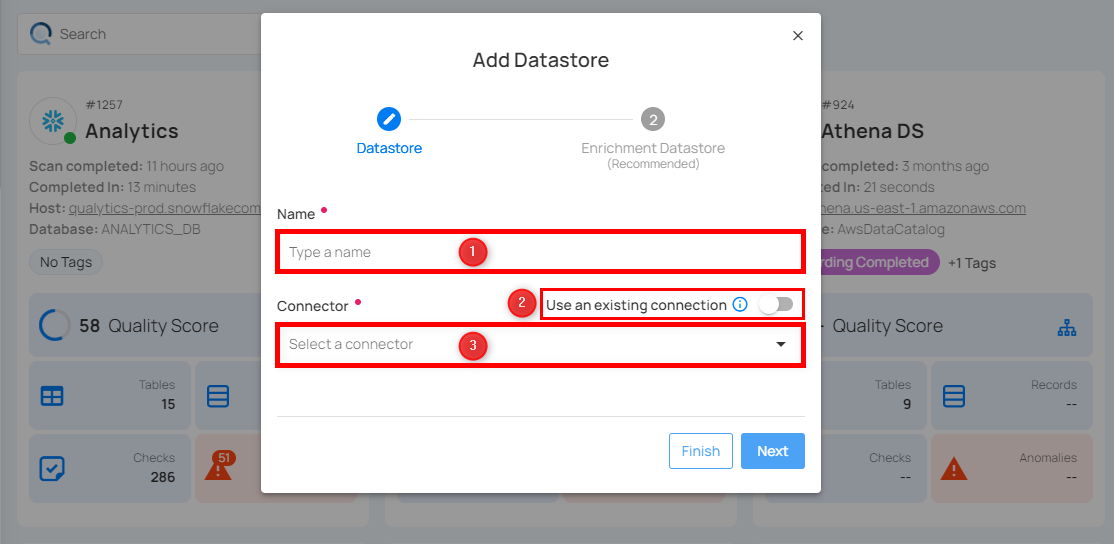 Search
#1257
Analytics
Scan completed: 11 hours ago
Completed In: 13 minutes
Host: qualytics-prod.snowflakecom
Database: ANALYTICS_DB
No Tags
58 Quality Score
Tables
15
Checks
286
51
Add Datastore
2
Datastore
Enrichment Datastore
(Recommended)
Name
Type a name
1
Connector
2
Use an existing connection
Select a connector
3
Finish
Next
#924
Athena DS
completed: 3 months ago
ed In: 21 seconds
hena.us-east-1.amazonaws.com
e: AwsDataCatalog
rding Completed
+1 Tags
Quality Score
Tables
9
Records
--
Checks
--
Anomalies
--